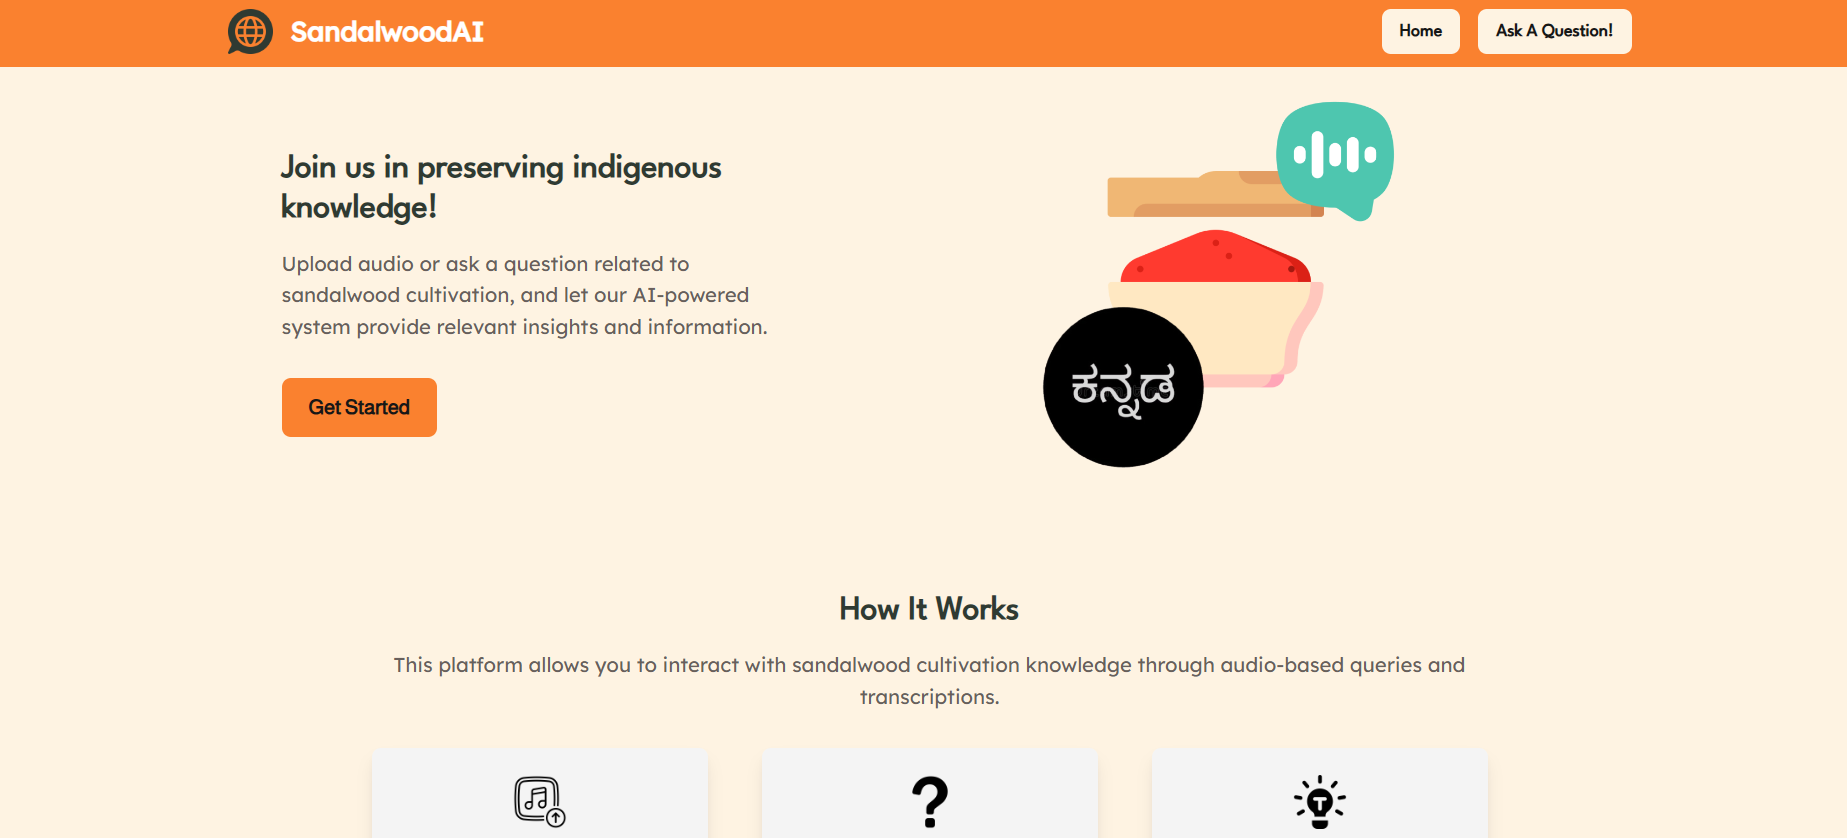 SandalwoodAI
Home
Ask A Question!
Join us in preserving indigenous
knowledge!
Upload audio or ask a question related to
sandalwood cultivation, and let our AI-powered
system provide relevant insights and information.
Get Started
ಕನ್ನಡ
How It Works
This platform allows you to interact with sandalwood cultivation knowledge through audio-based queries and
transcriptions.
?
T